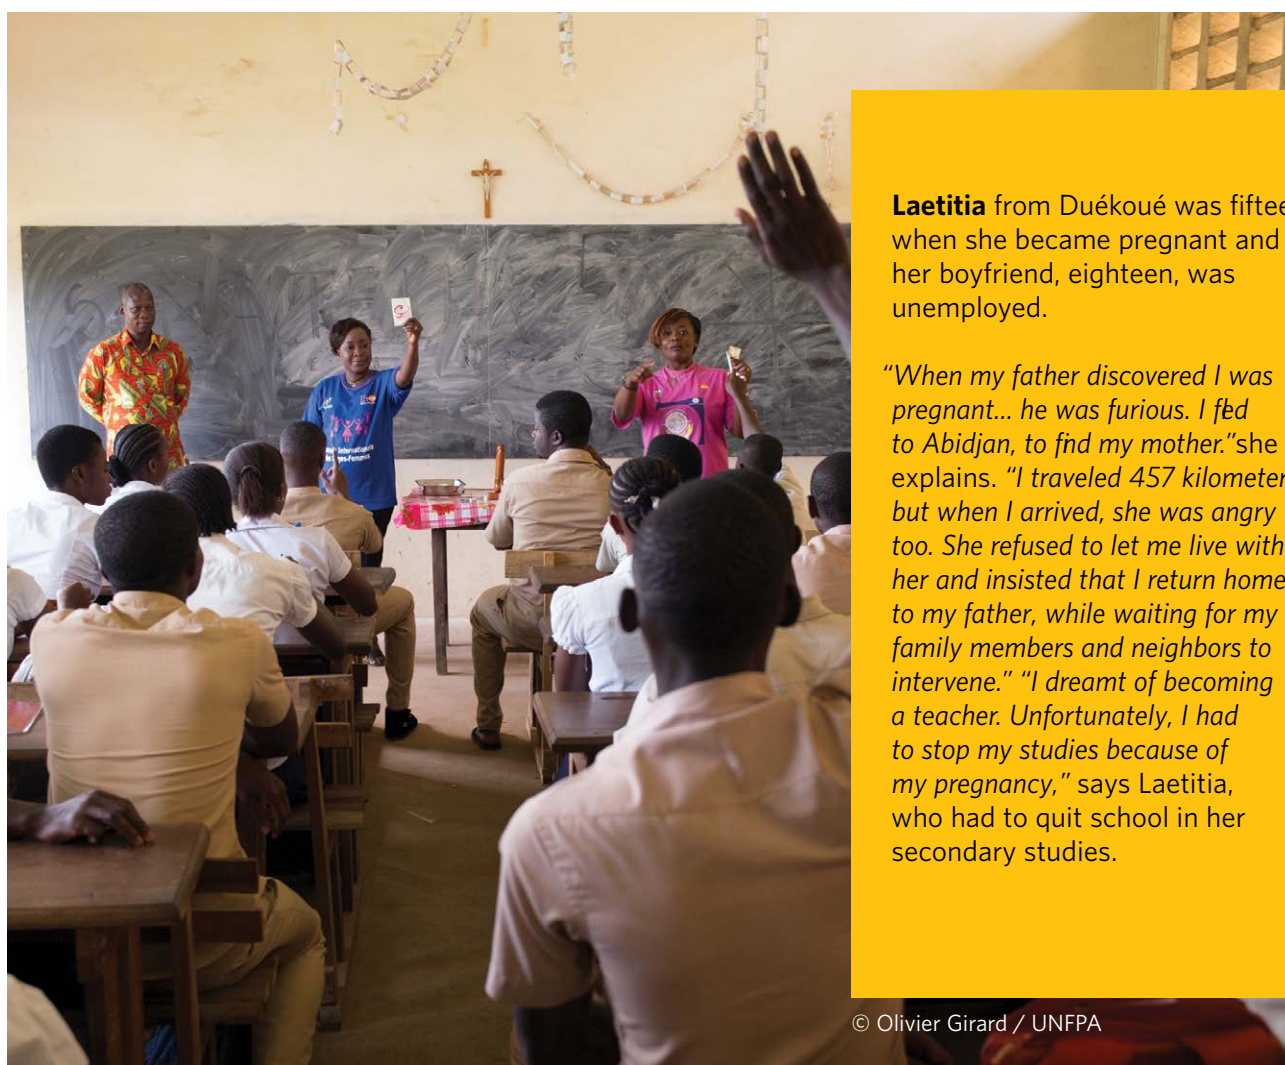 Laetitia from Duékoué was fiftee
when she became pregnant and
her boyfriend, eighteen, was
unemployed.
“When my father discovered I was
pregnant... he was furious. I fled
to Abidjan, to find my mother.”she
explains. “I traveled 457 kilometer
but when I arrived, she was angry
too. She refused to let me live with
her and insisted that I return home
to my father, while waiting for my
family members and neighbors to
intervene.” “I dreamt of becoming
a teacher. Unfortunately, I had
to stop my studies because of
my pregnancy,” says Laetitia,
who had to quit school in her
secondary studies.
© Olivier Girard / UNFPA
Internationale
ges-Femmes